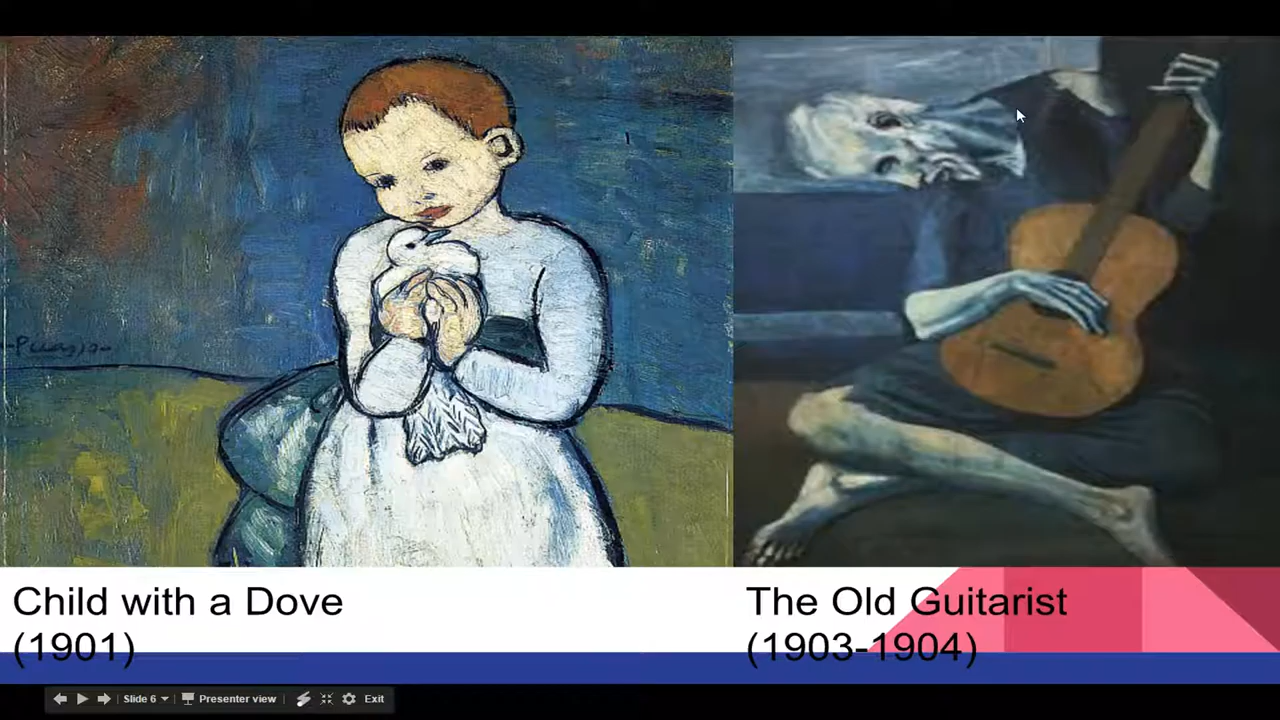 -Picasso-
Child with a Dove
(1901)
The Old Guitarist
(1903-1904)
Slide 6
Presenter view
Exit